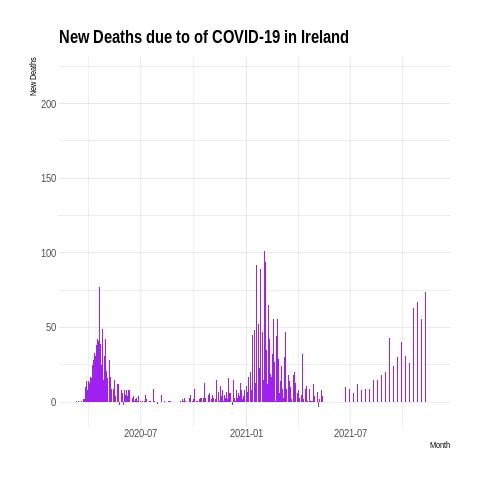 New Deaths due to of COVID-19 in Ireland
New Deaths
200
150
100
50
0
2020-07
2021-01
2021-07
Month